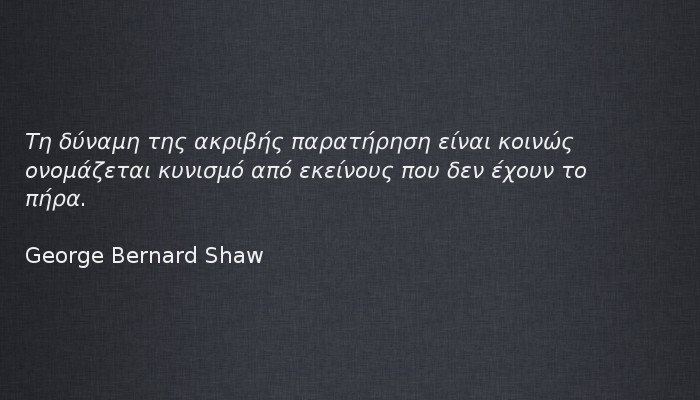 Τη δύναμη της ακριβής παρατήρηση είναι κοινώς
ονομάζεται κυνισμό από εκείνους που δεν έχουν το
πήρα.
George Bernard Shaw